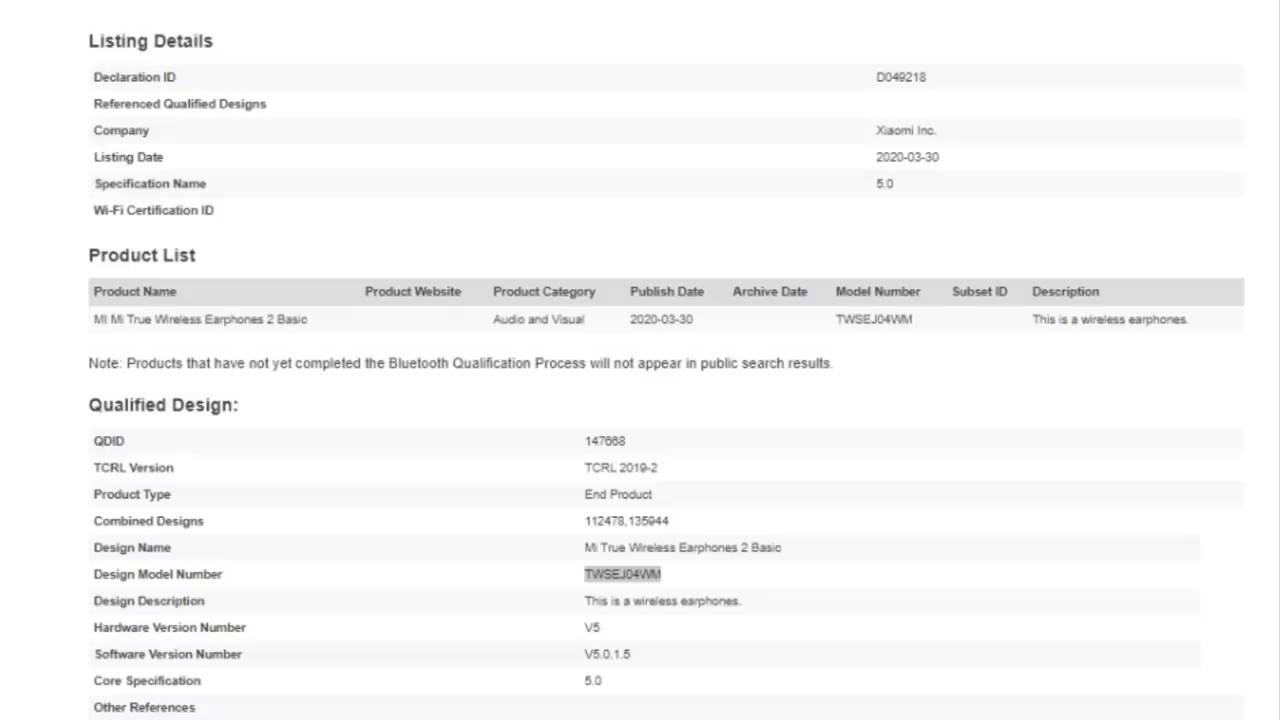 Listing Details
Declaration ID D049218
Referenced Qualified Designs
Company Xiaomi Inc.
Listing Date 2020-03-30
Specification Name 5.0
Wi-Fi Certification ID
Product List
Product Name Product Website Product Category Publish Date Archive Date Model Number Subset ID Description
MI Mi True Wireless Earphones 2 Basic Audio and Visual 2020-03-30 TWSEJ04WM This is a wireless earphones.
Note: Products that have not yet completed the Bluetooth Qualification Process will not appear in public search results.
Qualified Design:
QDID 147668
TCRL Version TCRL 2019-2
Product Type End Product
Combined Designs 112478,135944
Design Name Mi True Wireless Earphones 2 Basic
Design Model Number TWSEJ04WM
Design Description This is a wireless earphones.
Hardware Version Number V5
Software Version Number V5.0.1.5
Core Specification 5.0
Other References